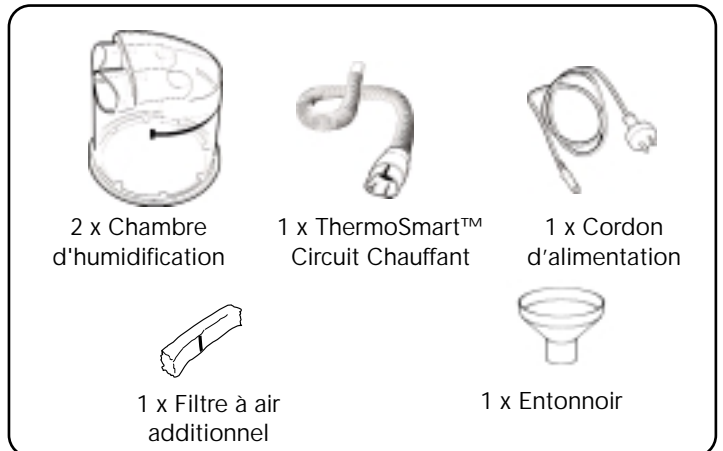 2 x Chambre
d'humidification
1 x ThermoSmart™
Circuit Chauffant
1 x Cordon
d’alimentation
1 x Filtre à air
additionnel
1 x Entonnoir